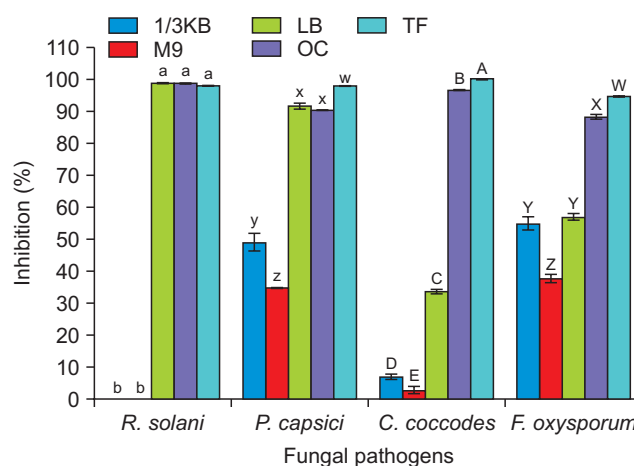 1/3KB LB TF
M9 OC
Inhibition (%)
110
100
90
80
70
60
50
40
30
20
10
0
b b a a a
y z x x w
D E C B A
Y Z Y X W
R. solani P. capsici C. coccodes F. oxysporum
Fungal pathogens